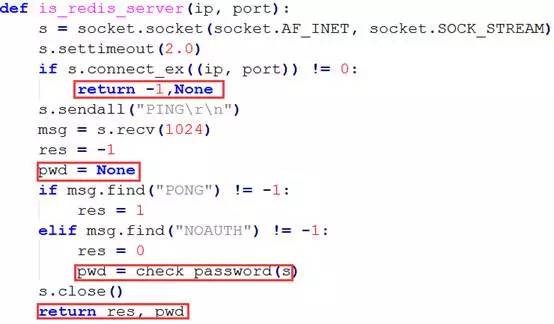 def is_redis_server(ip, port):
    s = socket.socket(socket.AF_INET, socket.SOCK_STREAM)
    s.settimeout(2.0)
    if s.connect_ex((ip, port)) != 0:
        return -1,None
    s.sendall("PING\r\n")
    msg = s.recv(1024)
    res = -1
    pwd = None
    if msg.find("PONG") != -1:
        res = 1
    elif msg.find("NOAUTH") != -1:
        res = 0
        pwd = check_password(s)
    s.close()
    return res, pwd